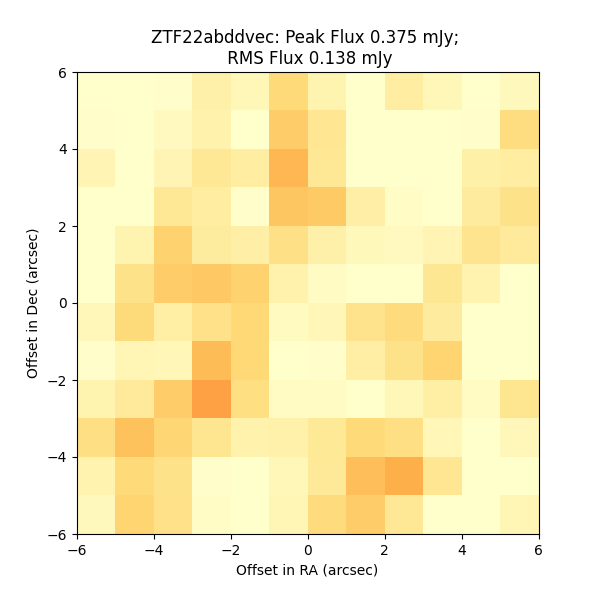 ZTF22abddvec: Peak Flux 0.375 mJy;
RMS Flux 0.138 mJy
6
4
2
0
−2
−4
−6
Offset in Dec (arcsec)
−6 −4 −2 0 2 4 6
Offset in RA (arcsec)